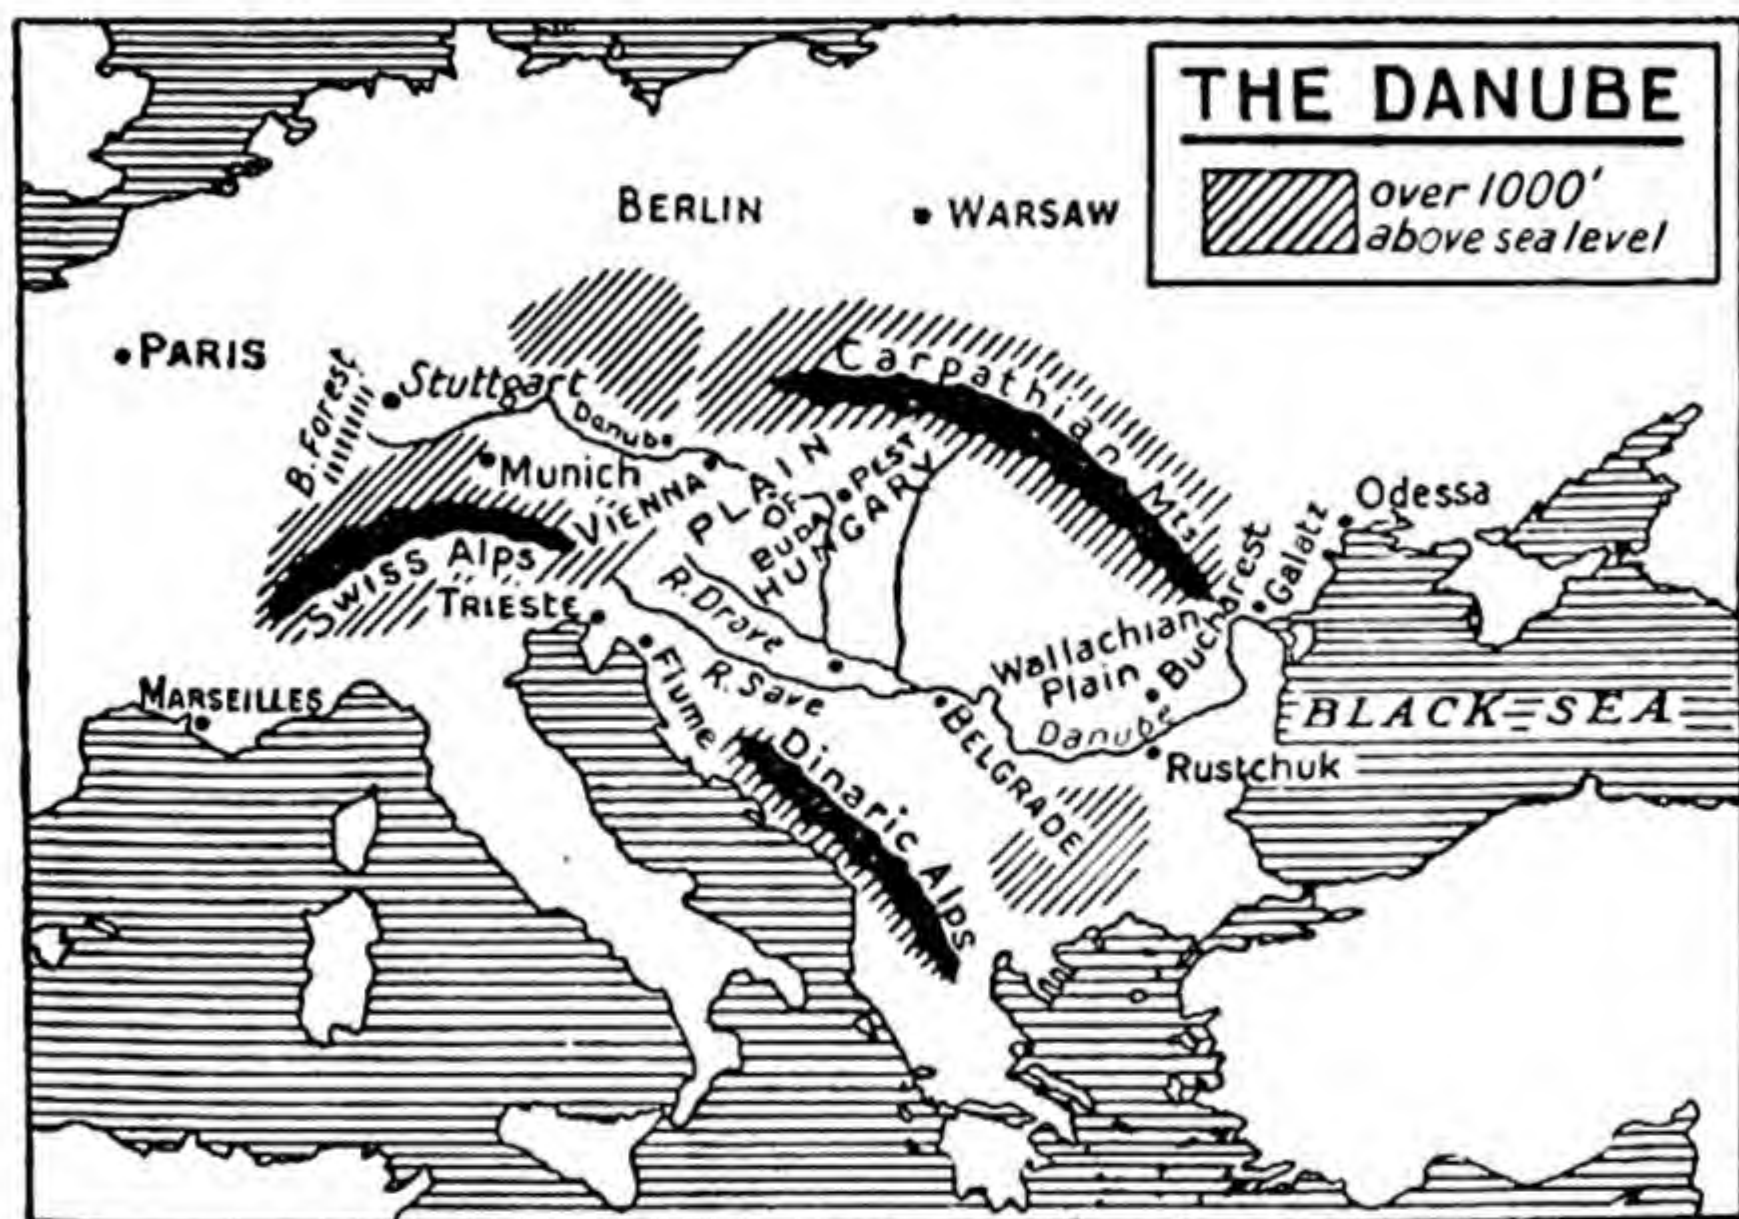 THE DANUBE
over 1000'
above sea level
BERLIN
WARSAW
PARIS
B. Forest
Stuttgart
Danube
Carpathian Mts
Munich
VIENNA
PLAIN
OF
HUNGARY
BUDA
PEST
Swiss Alps
TRIESTE
Fiume
R. Drave
R. Save
MARSEILLES
Dinaric Alps
BELGRADE
Wallachian
Plain
Danube
Bucharest
Galatz
Odessa
Rustchuk
BLACK SEA